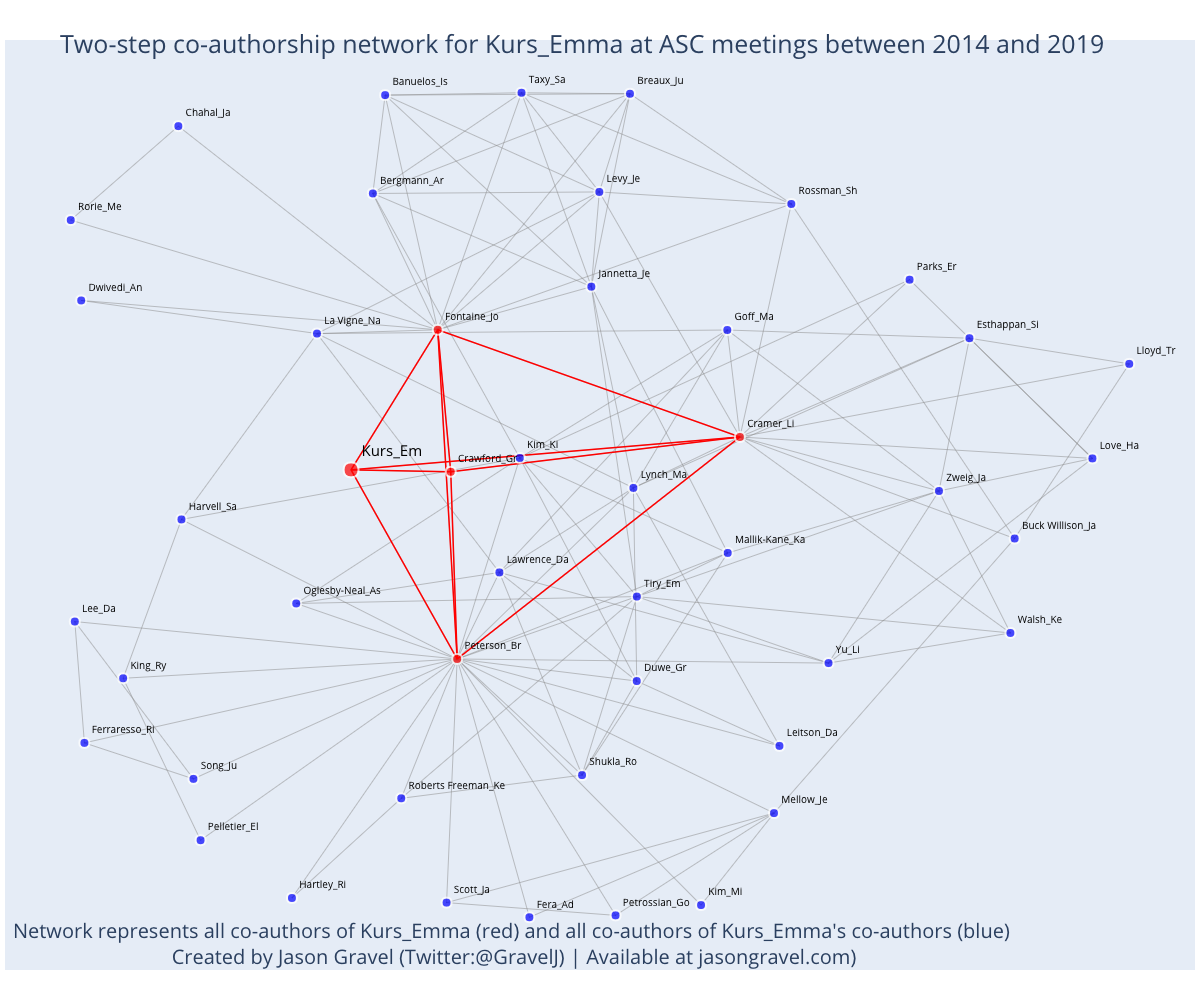 Two-step co-authorship network for Kurs_Emma at ASC meetings between 2014 and 2019
Banuelos_Is
Taxy_Sa
Breaux_Ju
Chahal_Ja
Bergmann_Ar
Levy_Je
Rossman_Sh
Rorie_Me
Parks_Er
Jannetta_Je
Dwivedi_An
Fontaine_Jo
Goff_Ma
La Vigne_Na
Esthappan_Si
Lloyd_Tr
Cramer_Li
Kim_Ki
Love_Ha
Kurs_Em
Crawford_Gr
Lynch_Ma
Zweig_Ja
Harvell_Sa
Buck Willison_Ja
Mallik-Kane_Ka
Lawrence_Da
Tiry_Em
Oglesby-Neal_As
Lee_Da
Walsh_Ke
Peterson_Br
Yu_Li
King_Ry
Duwe_Gr
Ferraresso_Ri
Leitson_Da
Song_Ju
Shukla_Ro
Roberts Freeman_Ke
Mellow_Je
Pelletier_El
Hartley_Ri
Scott_Ja
Kim_Mi
Fera_Ad
Petrossian_Go
Network represents all co-authors of Kurs_Emma (red) and all co-authors of Kurs_Emma's co-authors (blue)
Created by Jason Gravel (Twitter:@GravelJ) | Available at jasongravel.com)